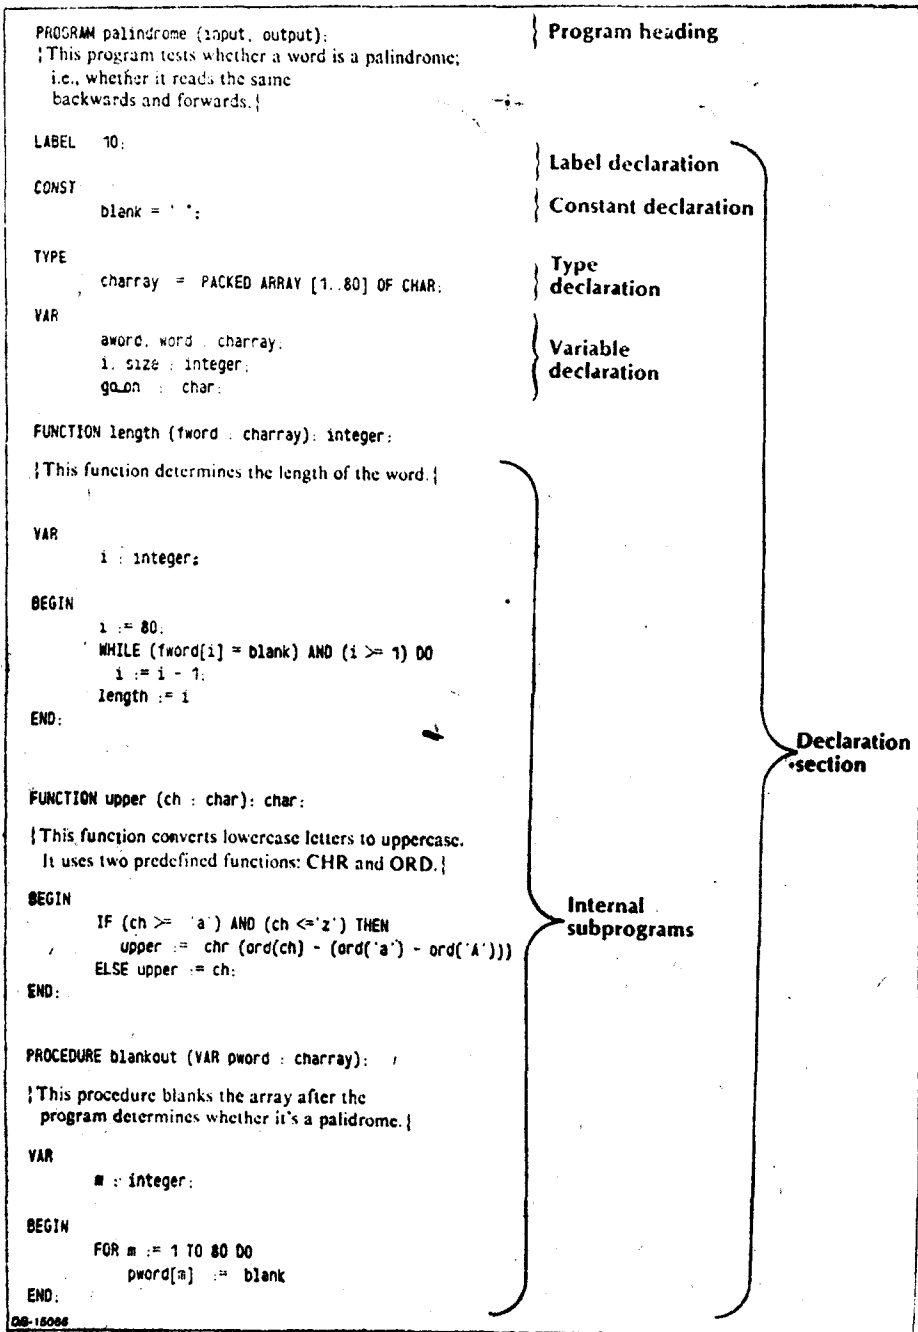 PROGRAM palindrome (input, output);
Program heading
{This program tests whether a word is a palindrome;
i.e., whether it reads the same
backwards and forwards.}
LABEL 10;
Label declaration
CONST
blank = ' ';
Constant declaration
TYPE
charray = PACKED ARRAY [1..80] OF CHAR;
Type
declaration
VAR
aword, word : charray;
i, size : integer;
go_on : char;
Variable
declaration
FUNCTION length (fword : charray): integer;
{This function determines the length of the word.}
VAR
i : integer;
BEGIN
i := 80;
WHILE (fword[i] = blank) AND (i >= 1) DO
i := i - 1;
length := i
END;
Declaration
section
FUNCTION upper (ch : char): char;
{This function converts lowercase letters to uppercase.
It uses two predefined functions: CHR and ORD.}
BEGIN
IF (ch >= 'a') AND (ch <='z') THEN
upper := chr (ord(ch) - (ord('a') - ord('A')))
ELSE upper := ch;
END;
Internal
subprograms
PROCEDURE blankout (VAR pword : charray);
{This procedure blanks the array after the
program determines whether it's a palidrome.}
VAR
m : integer;
BEGIN
FOR m := 1 TO 80 DO
pword[m] := blank
END;
DB-15066